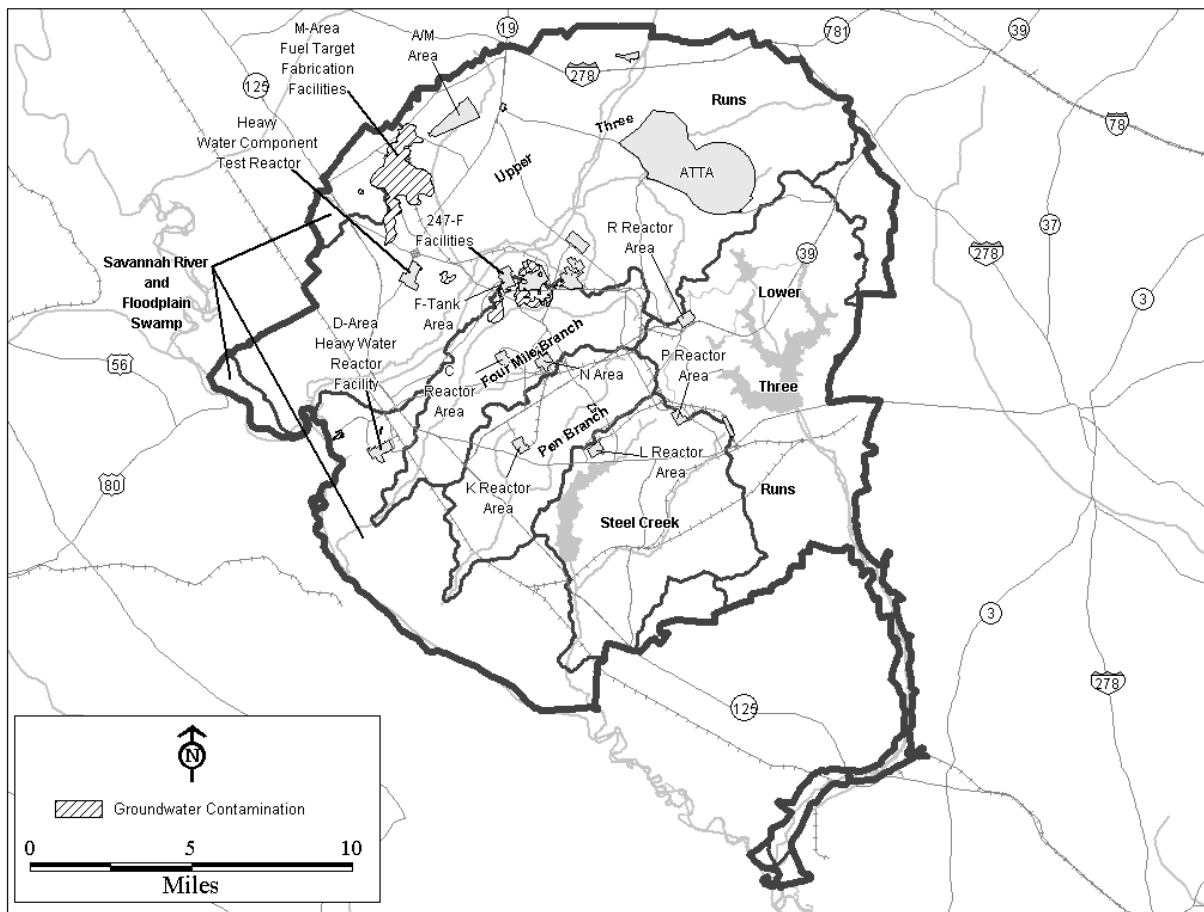 M-Area
Fuel Target
Fabrication
Facilities
A/M
Area
19
781
39
278
125
Runs
Three
78
Heavy
Water Component
Test Reactor
Upper
ATTA
247-F
Facilities
R Reactor
Area
37
278
39
3
Savannah River
and
Floodplain
Swamp
F-Tank
Area
Lower
D-Area
Heavy Water
Reactor
Facility
Four Mile Branch
C
Reactor
Area
N Area
P Reactor
Area
56
Three
Pen Branch
L Reactor
Area
80
K Reactor
Area
Runs
Steel Creek
3
278
125
N
Groundwater Contamination
0 5 10
Miles